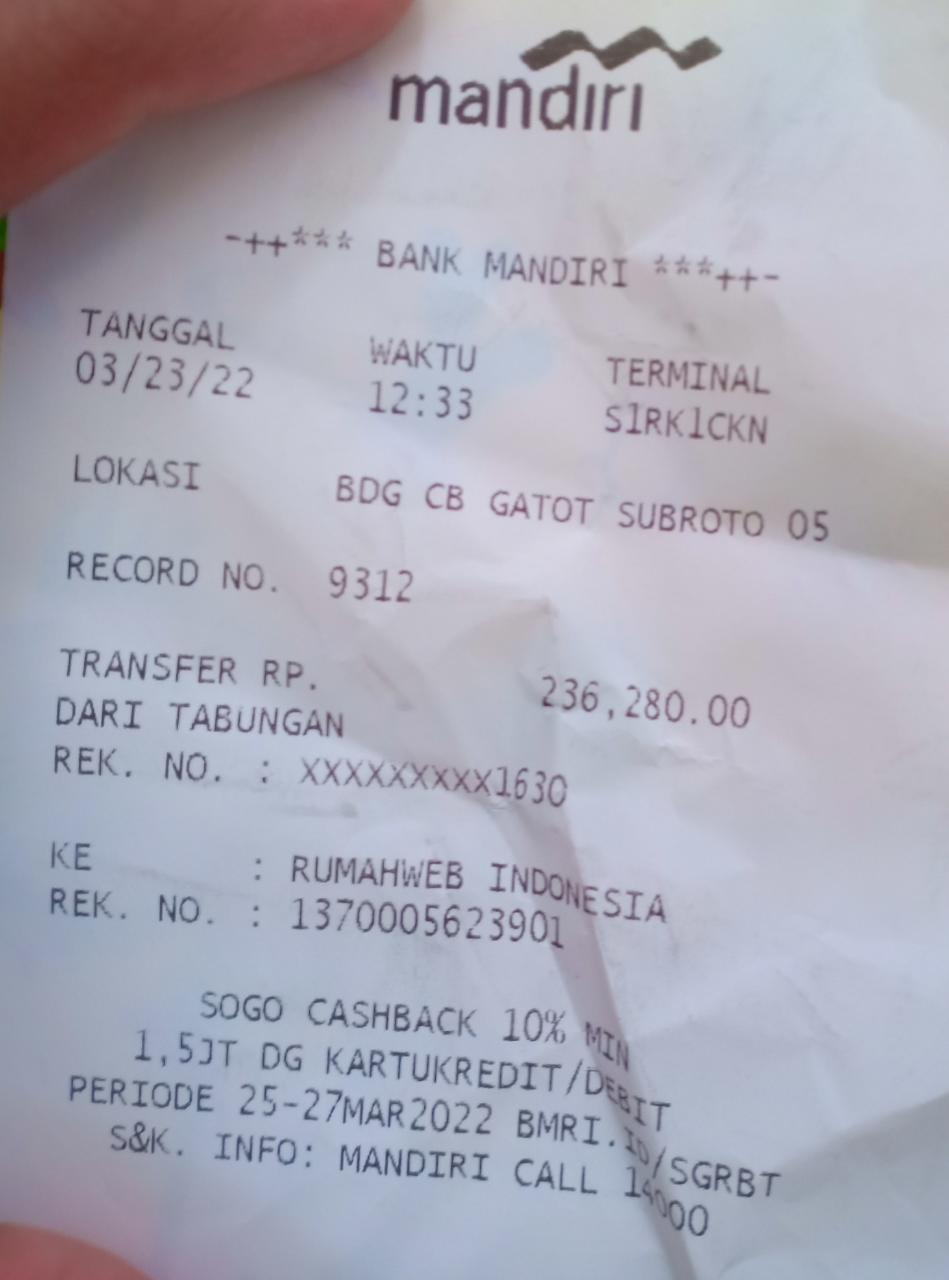 mandiri
-++*** BANK MANDIRI ***++-
TANGGAL WAKTU TERMINAL
03/23/22 12:33 S1RK1CKN
LOKASI BDG CB GATOT SUBROTO 05
RECORD NO. 9312
TRANSFER RP. 236,280.00
DARI TABUNGAN
REK. NO. : XXXXXXXXX1630
KE : RUMAHWEB INDONESIA
REK. NO. : 1370005623901
SOGO CASHBACK 10% MIN
1,5JT DG KARTUKREDIT/DEBIT
PERIODE 25-27MAR2022 BMRI.ID/SGRBT
S&K. INFO: MANDIRI CALL 14000